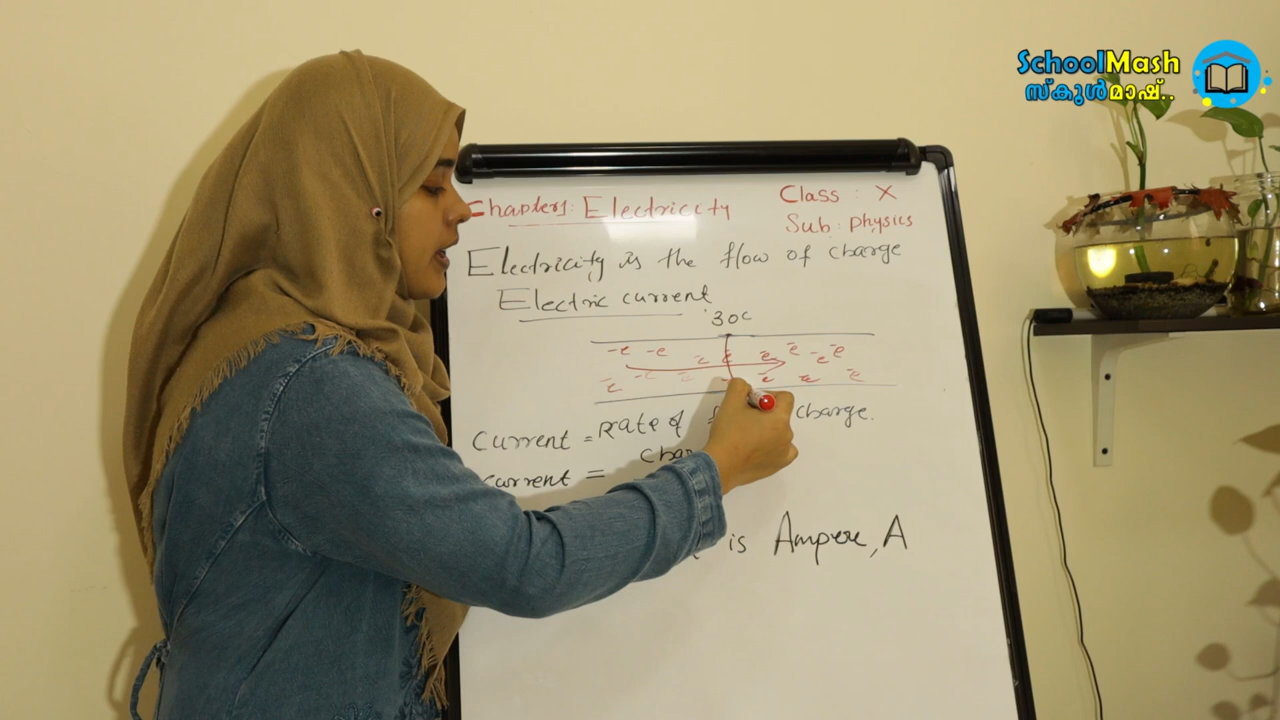 SchoolMash
സ്കൂൾമാഷ്..
Chapter1: Electricity
Class : X
Sub : Physics
Electricity is the flow of charge
Electric current
30C
-e -e -e -e -e -e -e -e
-e -e -e -e -e -e
Current = Rate of charge.
current =
is Ampere, A